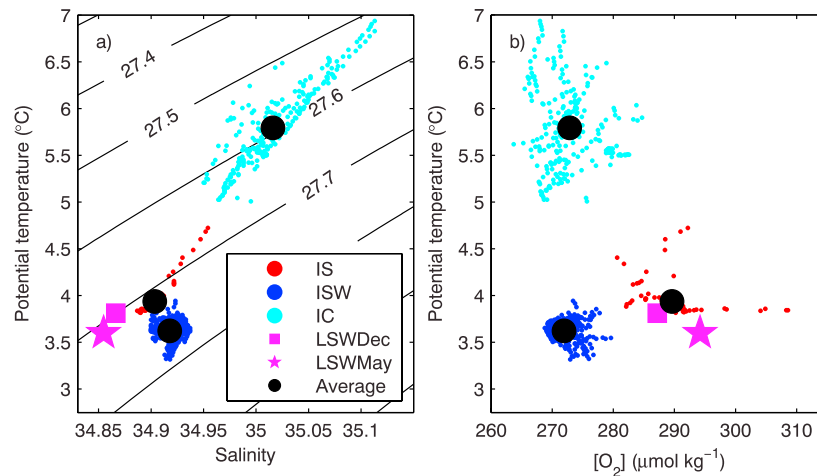 a)
7
6.5
6
5.5
5
4.5
4
3.5
3
Potential temperature (°C)
27.4
27.5
27.6
27.7
IS
ISW
IC
LSWDec
LSWMay
Average
34.85 34.9 34.95 35 35.05 35.1
Salinity
b)
7
6.5
6
5.5
5
4.5
4
3.5
3
Potential temperature (°C)
260 270 280 290 300 310
[O₂] (μmol kg⁻¹)